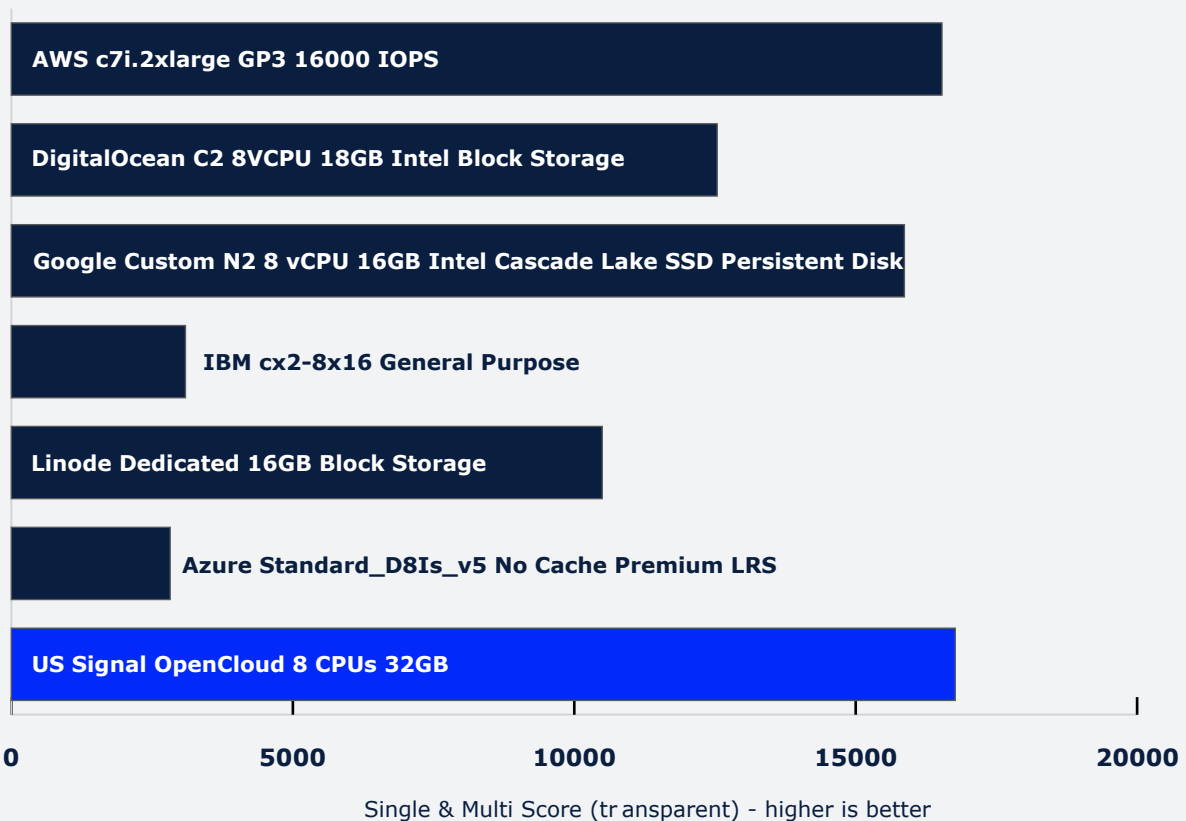 AWS c7i.2xlarge GP3 16000 IOPS
DigitalOcean C2 8VCPU 18GB Intel Block Storage
Google Custom N2 8 vCPU 16GB Intel Cascade Lake SSD Persistent Disk
IBM cx2-8x16 General Purpose
Linode Dedicated 16GB Block Storage
Azure Standard_D8Is_v5 No Cache Premium LRS
US Signal OpenCloud 8 CPUs 32GB
0 5000 10000 15000 20000
Single & Multi Score (tr ansparent) - higher is better